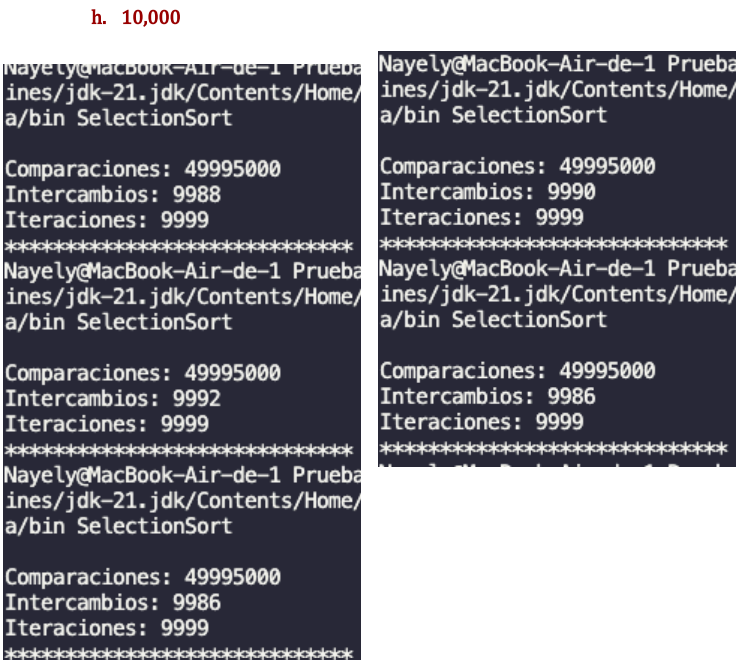 h. 10,000
Nayely@MacBook-Air-de-1 Prueba
ines/jdk-21.jdk/Contents/Home/
a/bin SelectionSort
Comparaciones: 49995000
Intercambios: 9988
Iteraciones: 9999
*****************************
Nayely@MacBook-Air-de-1 Prueba
ines/jdk-21.jdk/Contents/Home/
a/bin SelectionSort
Comparaciones: 49995000
Intercambios: 9992
Iteraciones: 9999
*****************************
Nayely@MacBook-Air-de-1 Prueba
ines/jdk-21.jdk/Contents/Home/
a/bin SelectionSort
Comparaciones: 49995000
Intercambios: 9986
Iteraciones: 9999
*****************************
Nayely@MacBook-Air-de-1 Prueba
ines/jdk-21.jdk/Contents/Home/
a/bin SelectionSort
Comparaciones: 49995000
Intercambios: 9990
Iteraciones: 9999
*****************************
Nayely@MacBook-Air-de-1 Prueba
ines/jdk-21.jdk/Contents/Home/
a/bin SelectionSort
Comparaciones: 49995000
Intercambios: 9986
Iteraciones: 9999
*****************************